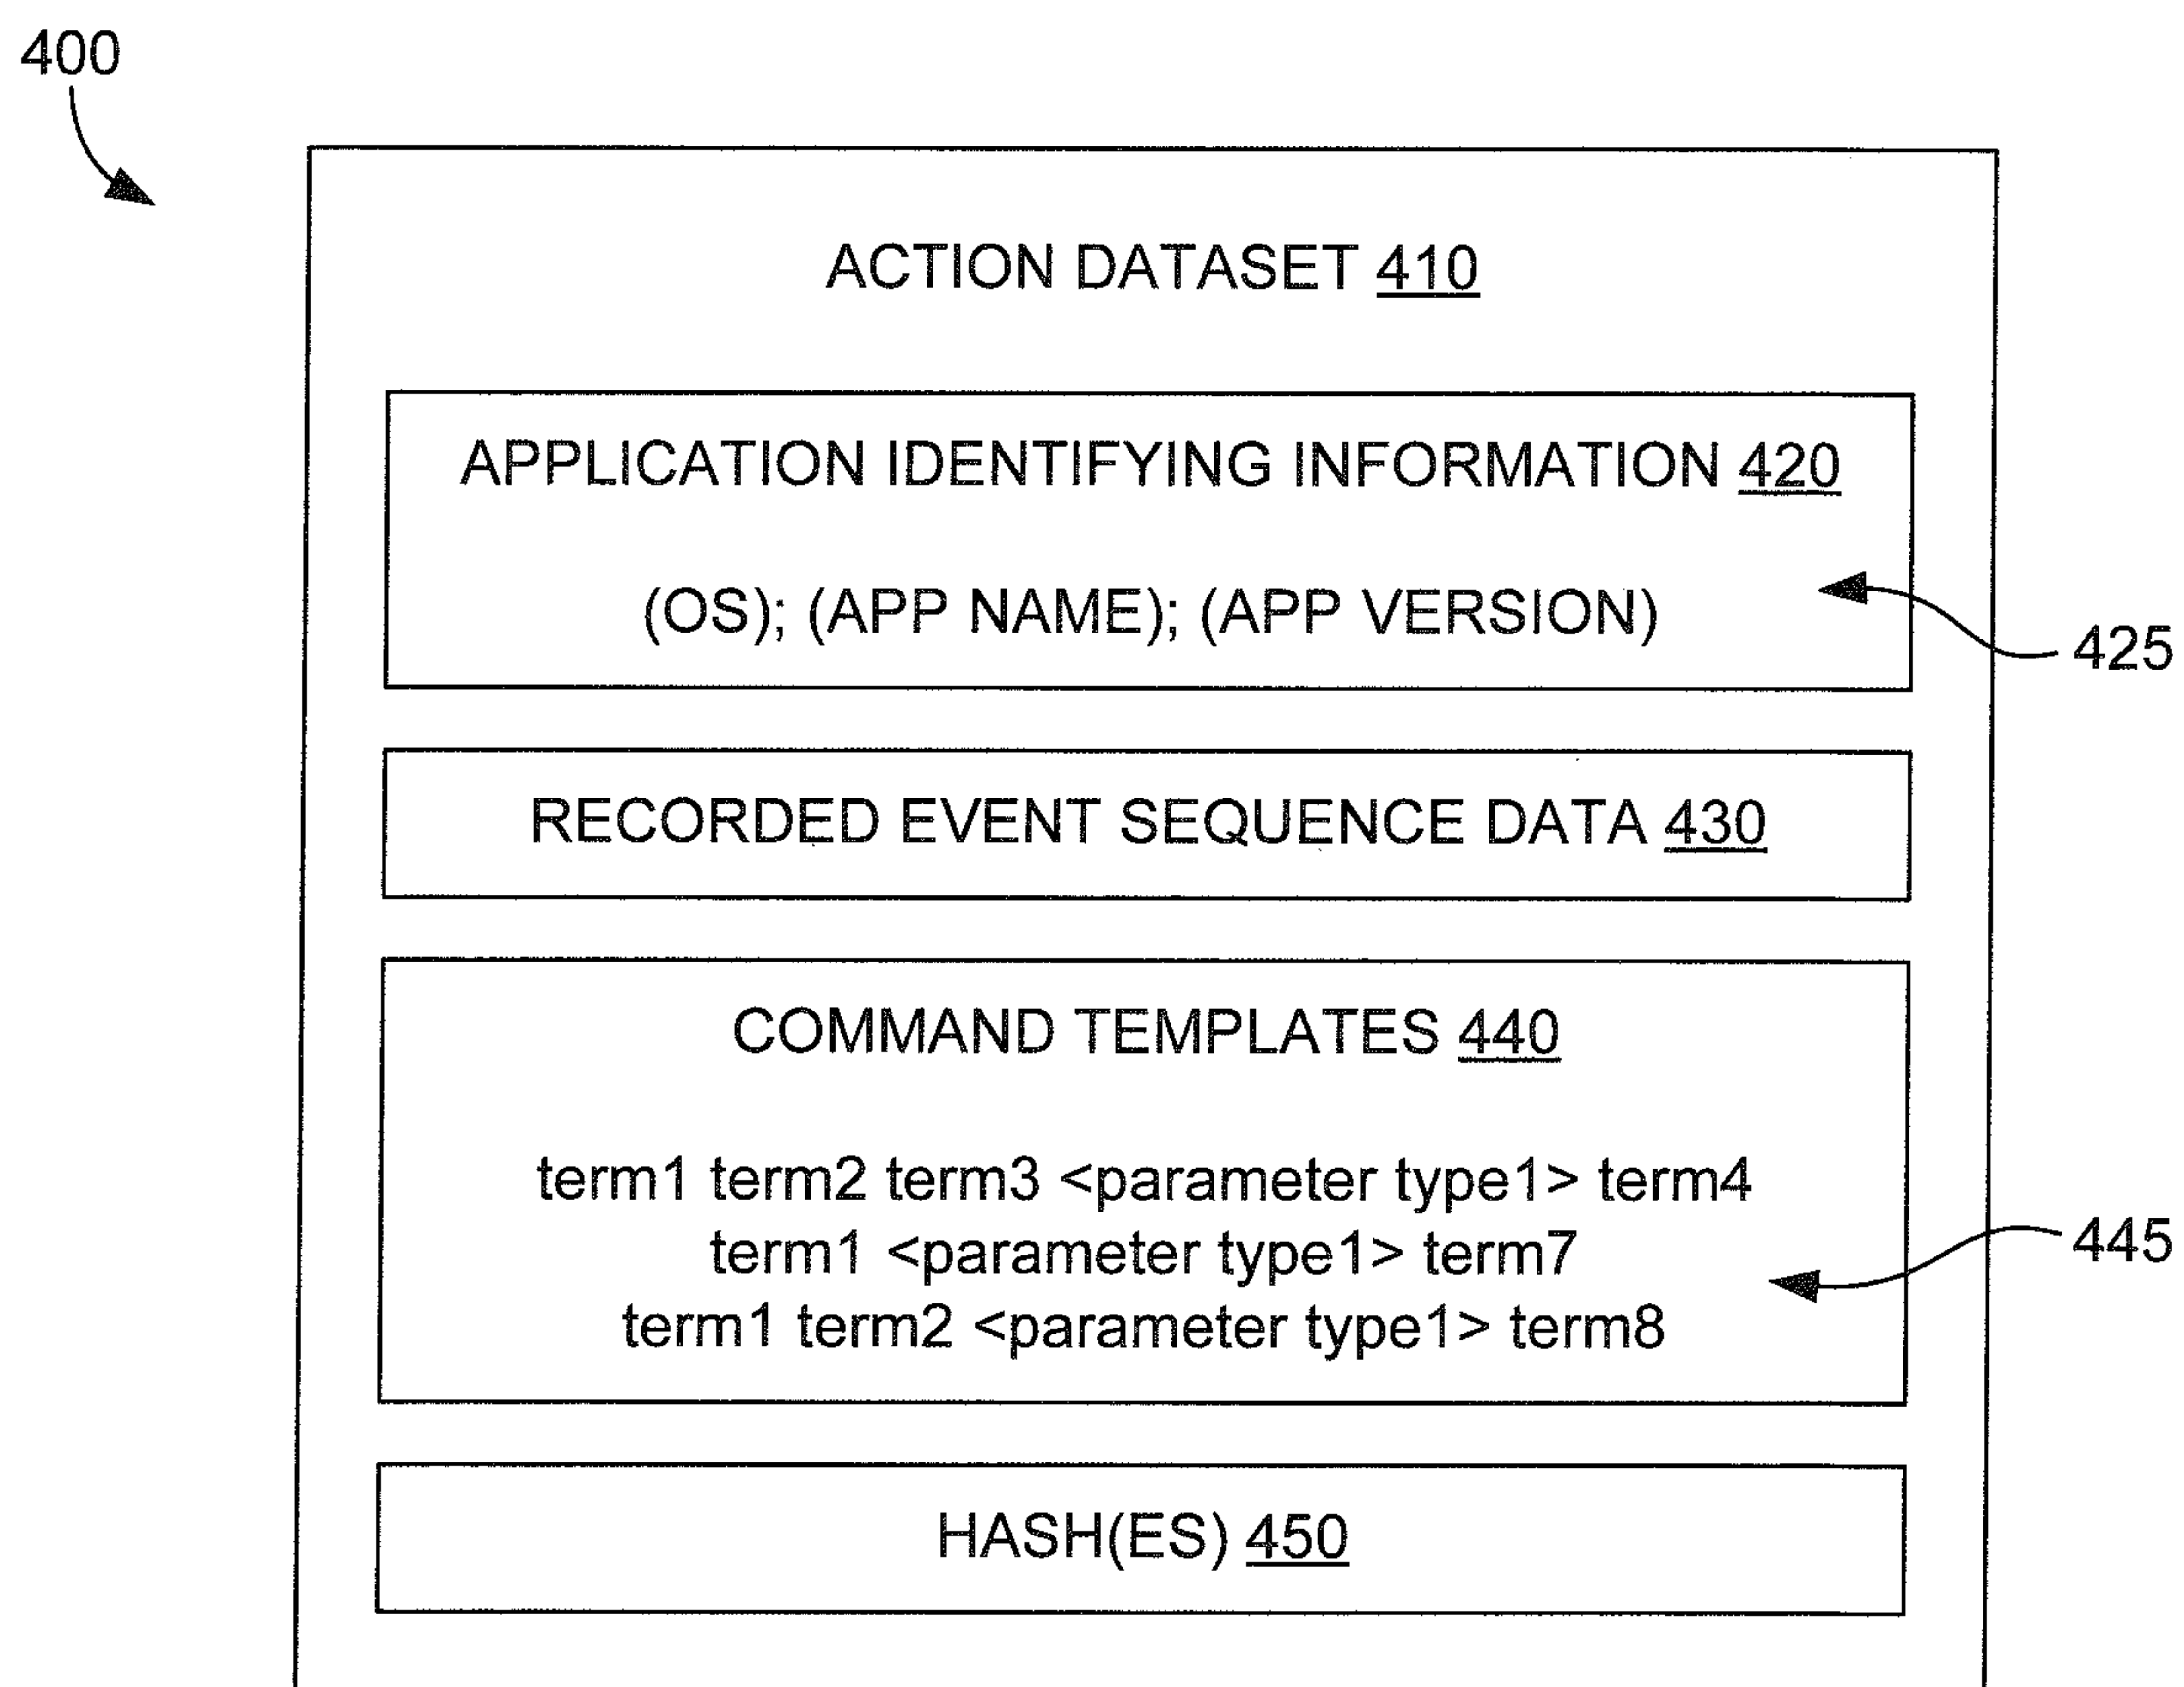 400
ACTION DATASET 410
APPLICATION IDENTIFYING INFORMATION 420
(OS); (APP NAME); (APP VERSION)
425
RECORDED EVENT SEQUENCE DATA 430
COMMAND TEMPLATES 440
term1 term2 term3 <parameter type1> term4
term1 <parameter type1> term7
445
term1 term2 <parameter type1> term8
HASH(ES) 450